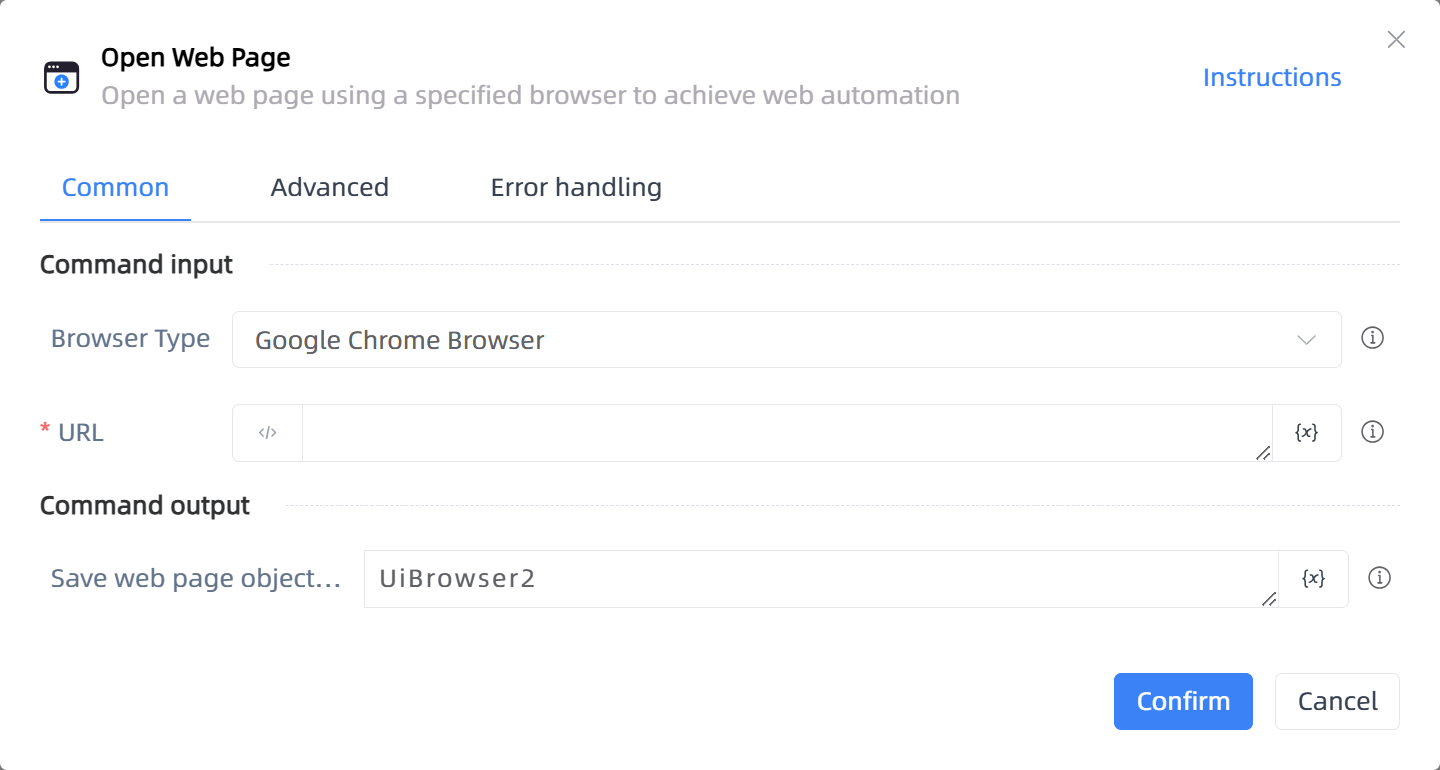 Open Web Page
Open a web page using a specified browser to achieve web automation
Instructions
Common
Advanced
Error handling
Command input
Browser Type
Google Chrome Browser
* URL
</>
{x}
Command output
Save web page object...
UiBrowser2
{x}
Confirm
Cancel